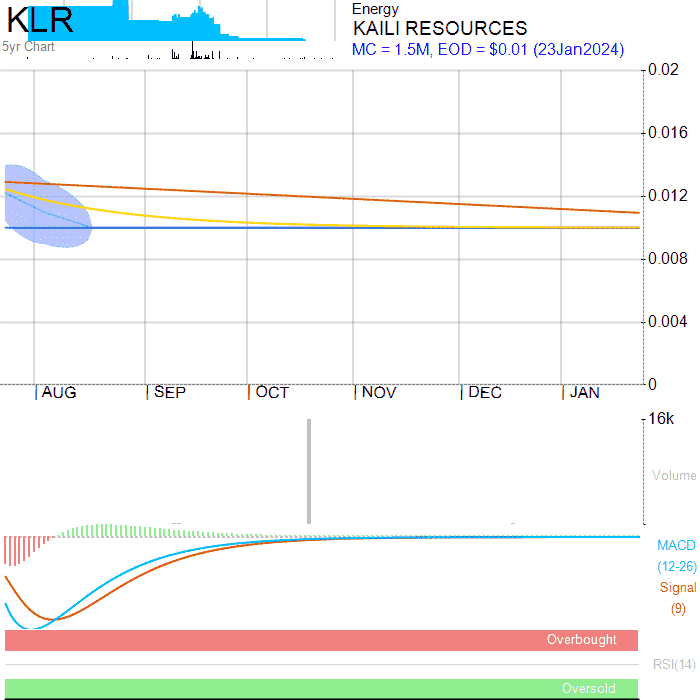 KLR
5yr Chart
Energy
KAILI RESOURCES
MC = 1.5M, EOD = $0.01 (23Jan2024)
0.02
0.016
0.012
0.008
0.004
0
AUG SEP OCT NOV DEC JAN
16k
Volume
MACD
(12-26)
Signal
(9)
Overbought
RSI(14)
Oversold